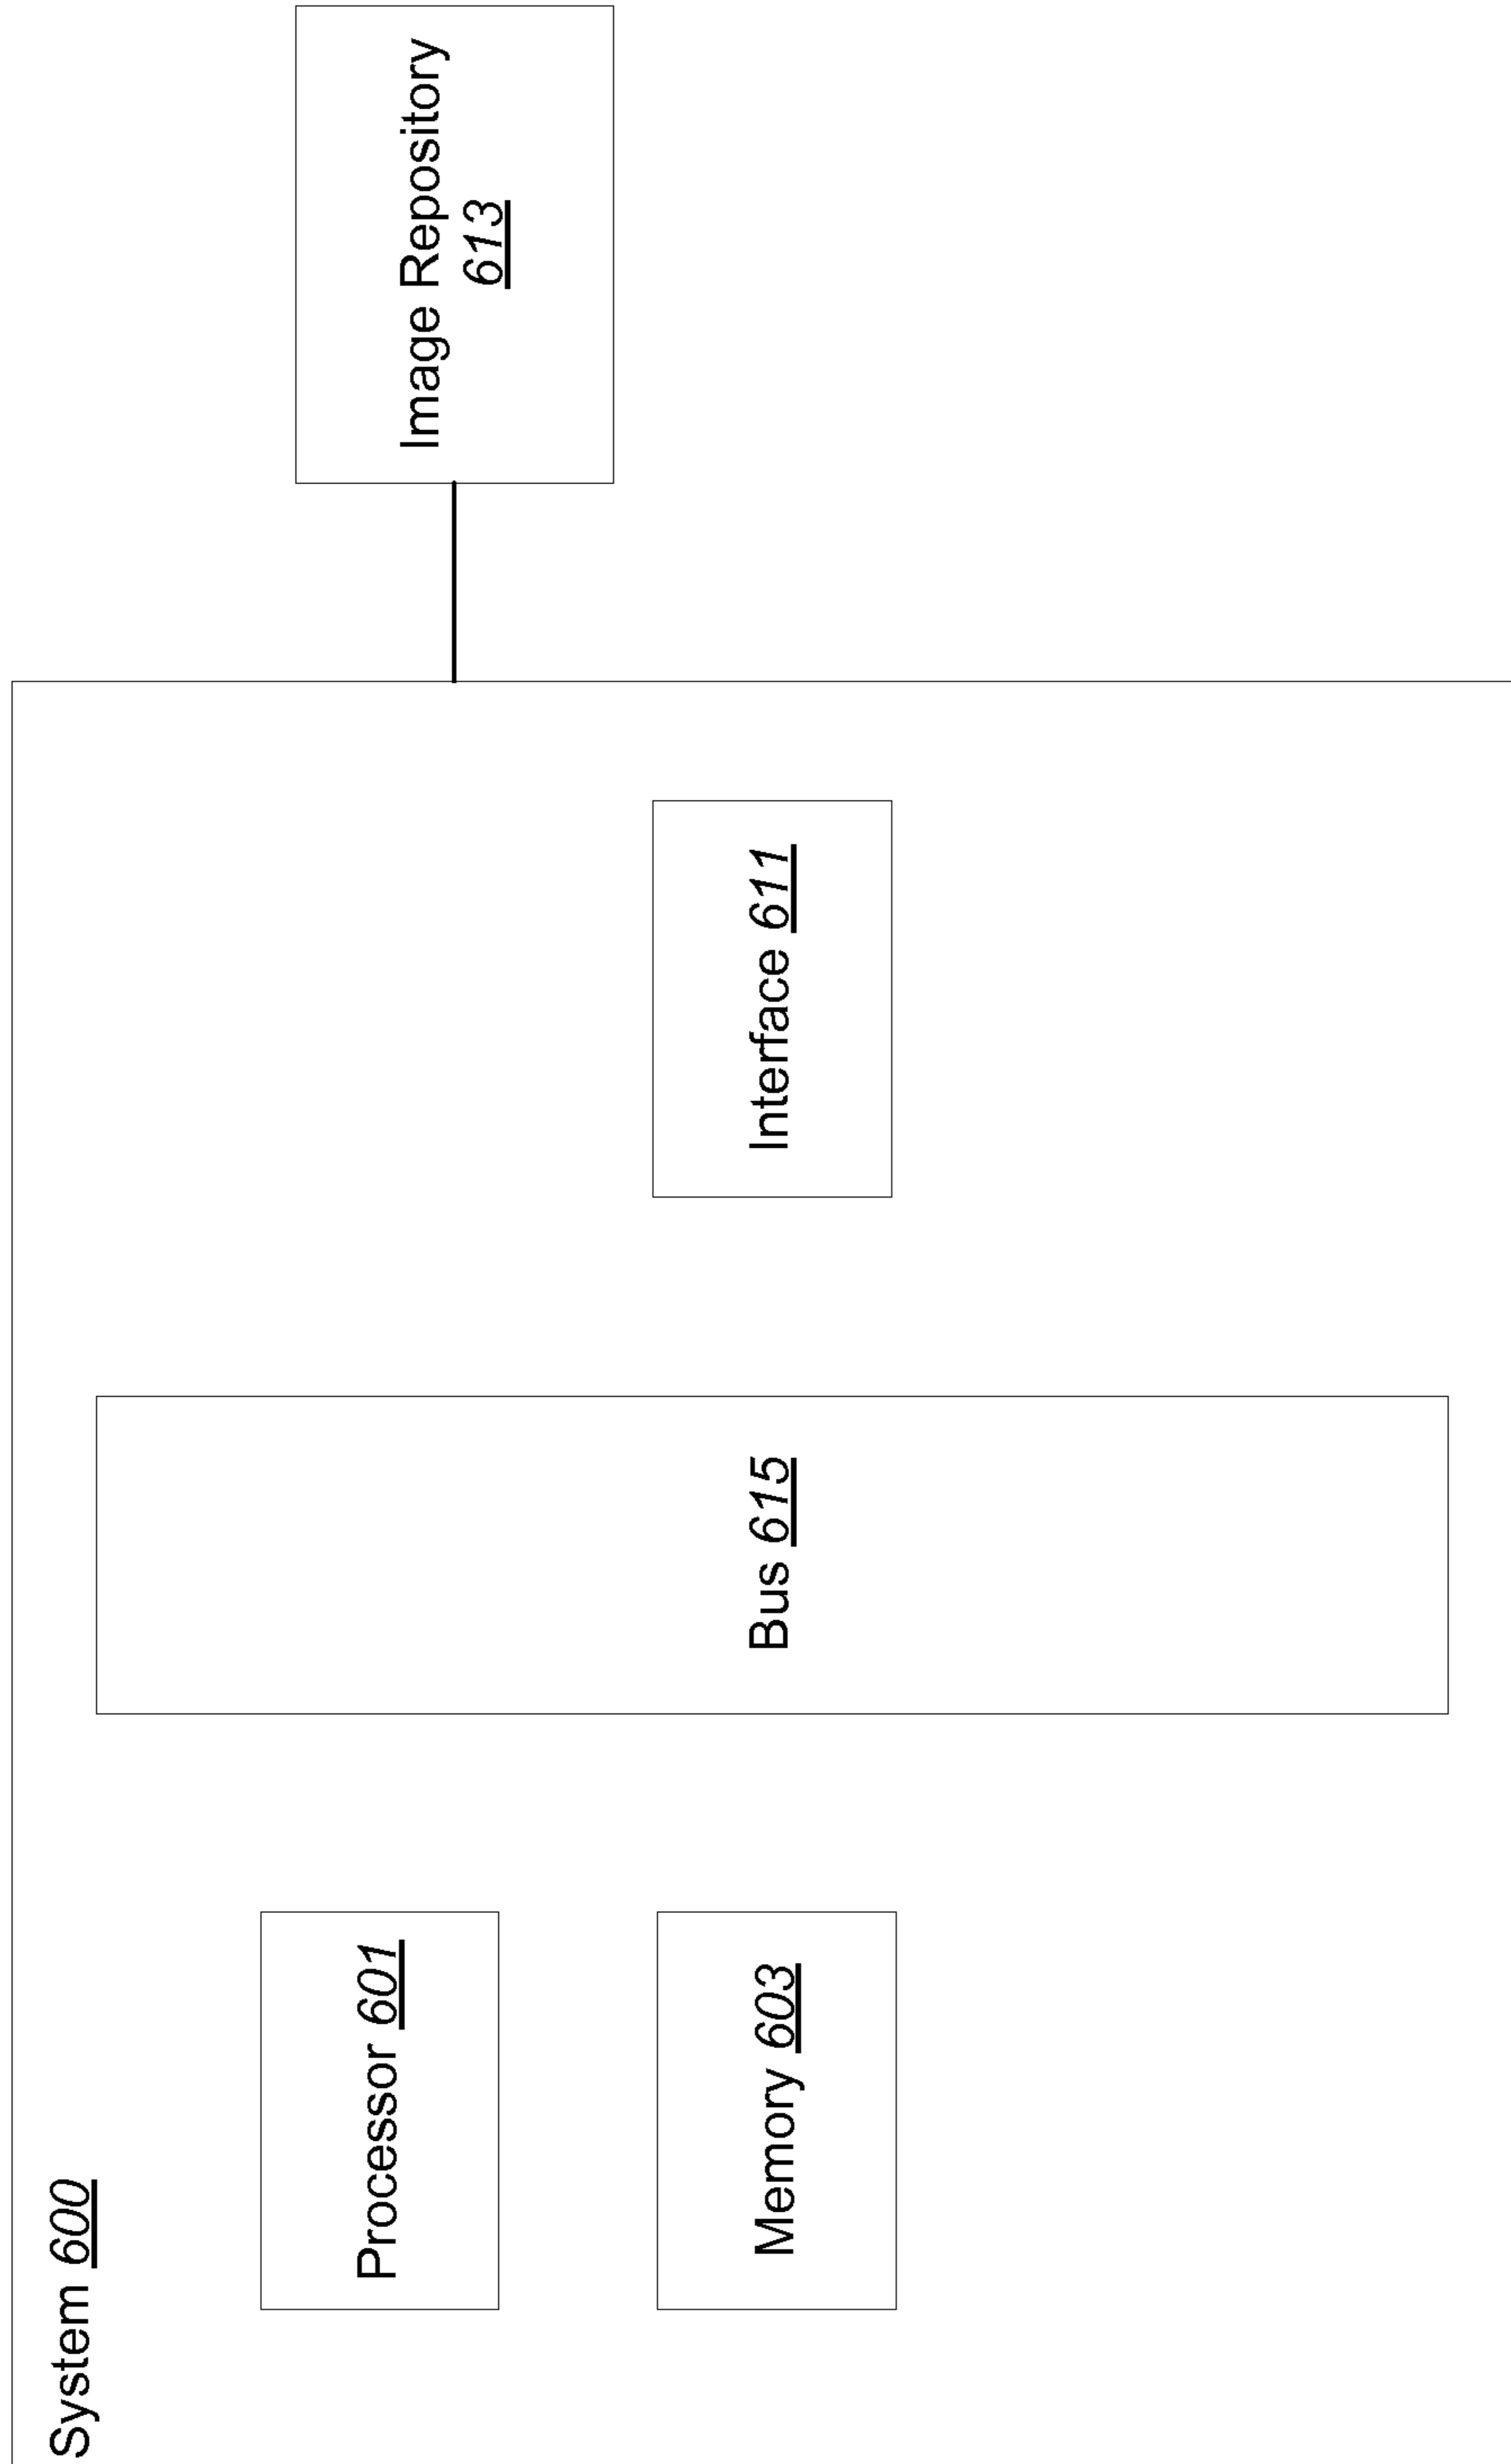 System 600
Processor 601
Memory 603
Bus 615
Interface 611
Image Repository
613